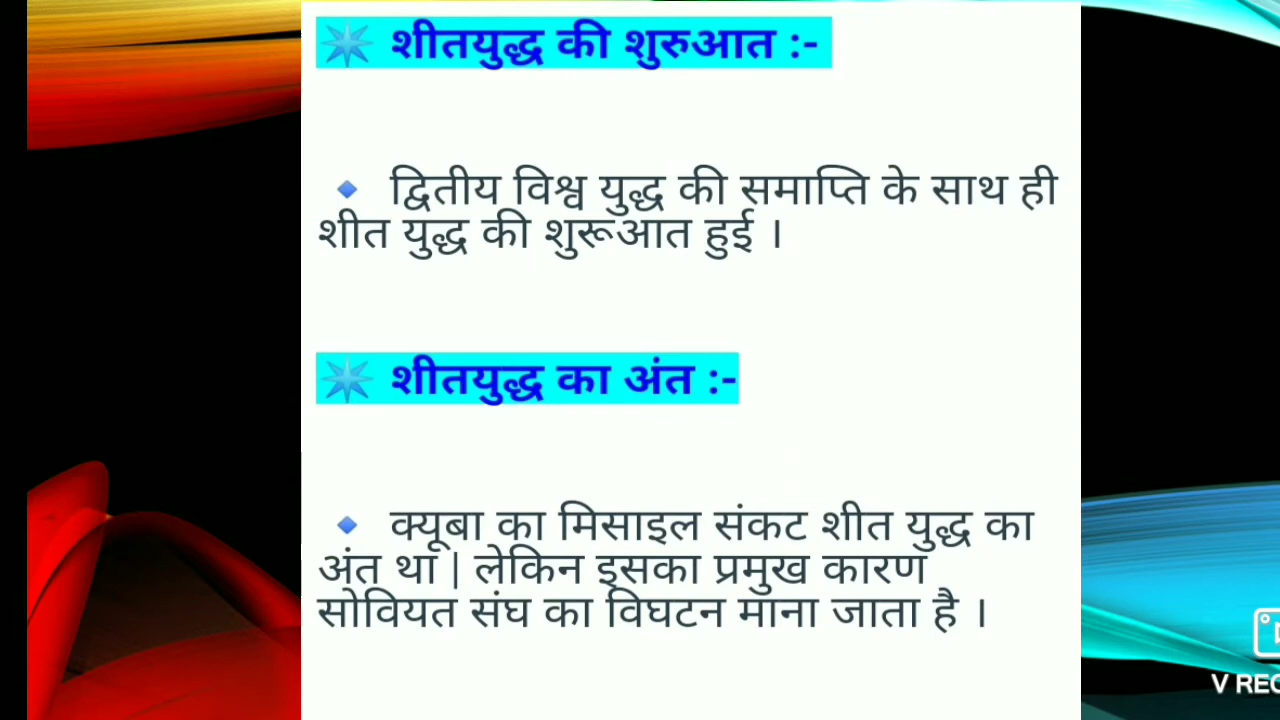 शीतयुद्ध की शुरुआत :-
द्वितीय विश्व युद्ध की समाप्ति के साथ ही
शीत युद्ध की शुरूआत हुई ।
शीतयुद्ध का अंत :-
क्यूबा का मिसाइल संकट शीत युद्ध का
अंत था | लेकिन इसका प्रमुख कारण
सोवियत संघ का विघटन माना जाता है ।
V REC